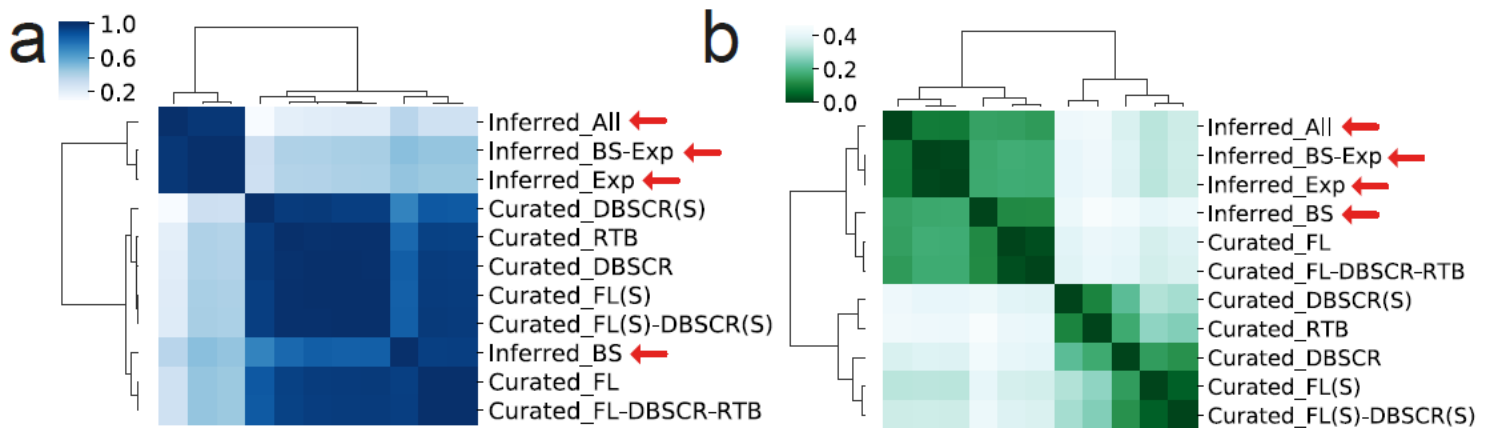 a
1.0
0.6
0.2
Inferred_All
Inferred_BS-Exp
Inferred_Exp
Curated_DBSCR(S)
Curated_RTB
Curated_DBSCR
Curated_FL(S)
Curated_FL(S)-DBSCR(S)
Inferred_BS
Curated_FL
Curated_FL-DBSCR-RTB
b
0.4
0.2
0.0
Inferred_All
Inferred_BS-Exp
Inferred_Exp
Inferred_BS
Curated_FL
Curated_FL-DBSCR-RTB
Curated_DBSCR(S)
Curated_RTB
Curated_DBSCR
Curated_FL(S)
Curated_FL(S)-DBSCR(S)